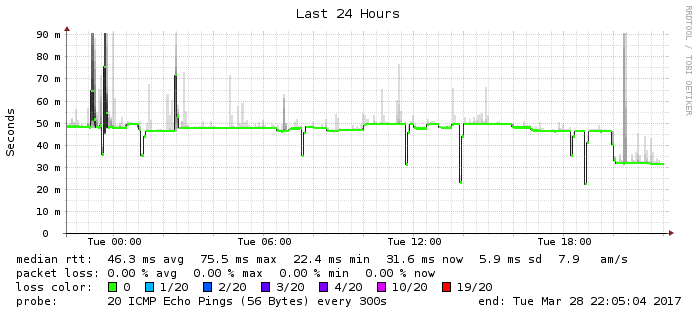 Last 24 Hours
RRDTOOL / TOBI OETIKER
Seconds
90 m
80 m
70 m
60 m
50 m
40 m
30 m
20 m
10 m
0
Tue 00:00 Tue 06:00 Tue 12:00 Tue 18:00
median rtt: 46.3 ms avg 75.5 ms max 22.4 ms min 31.6 ms now 5.9 ms sd 7.9 am/s
packet loss: 0.00 % avg 0.00 % max 0.00 % min 0.00 % now
loss color: 0 1/20 2/20 3/20 4/20 10/20 19/20
probe: 20 ICMP Echo Pings (56 Bytes) every 300s end: Tue Mar 28 22:05:04 2017